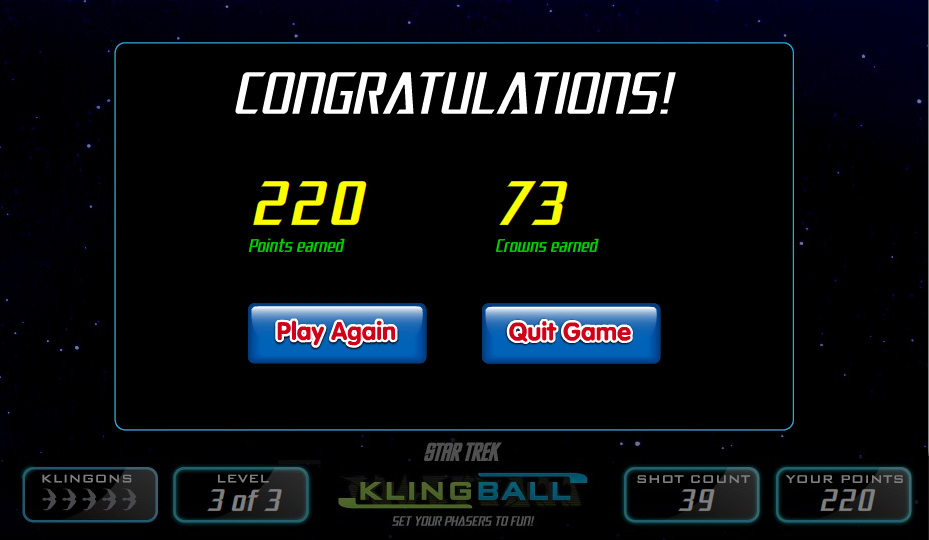 CONGRATULATIONS!
220 73
Points earned Crowns earned
Play Again Quit Game
STAR TREK
KLINGONS LEVEL SHOT COUNT YOUR POINTS
3 of 3 KLINGBALL 39 220
SET YOUR PHASERS TO FUN!